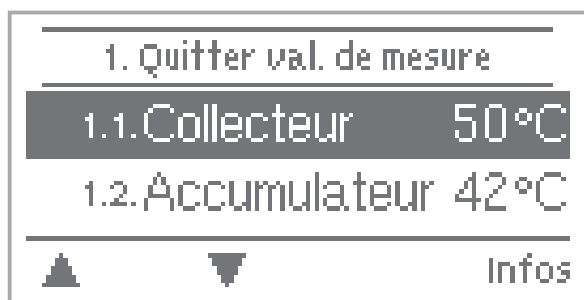 1. Quitter val. de mesure
1.1. Collecteur 50°C
1.2. Accumulateur 42°C
Infos